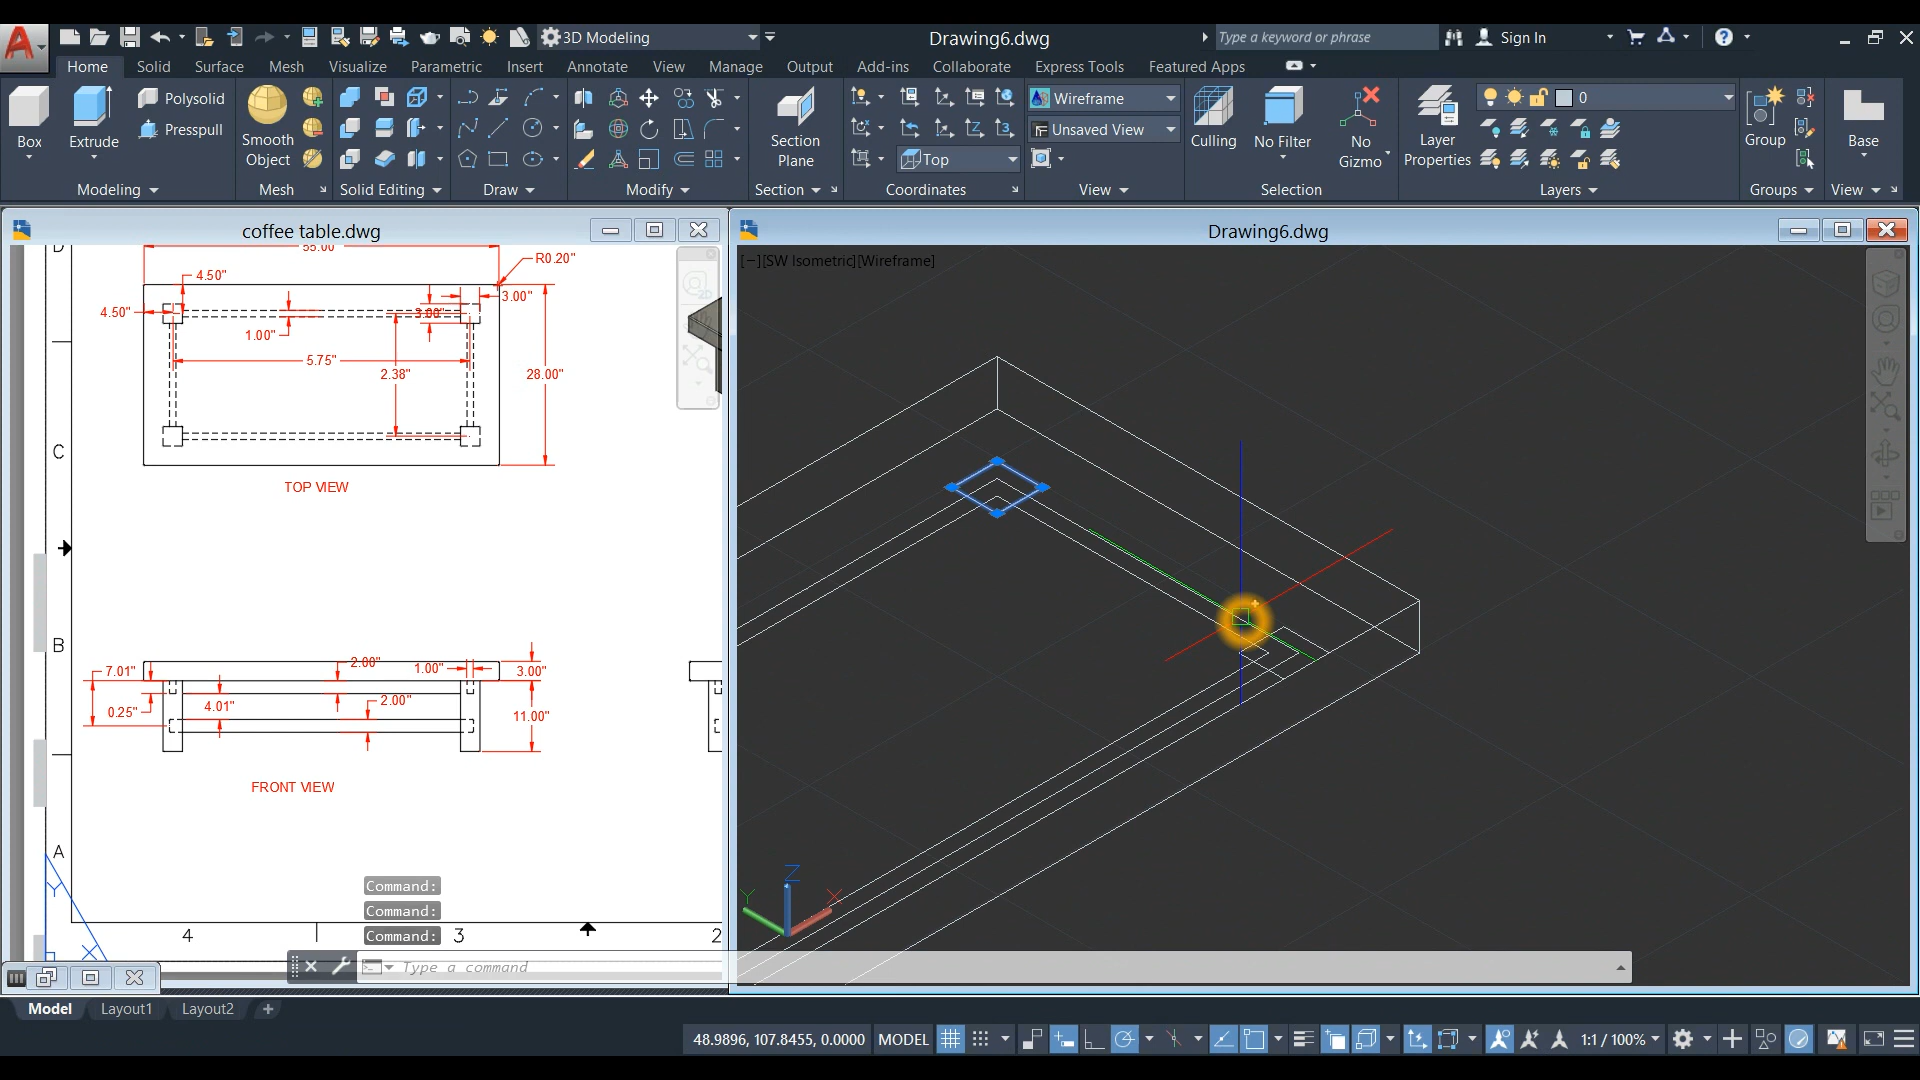 3D Modeling
Drawing6.dwg
Type a keyword or phrase
Sign In
Home Solid Surface Mesh Visualize Parametric Insert Annotate View Manage Output Add-ins Collaborate Express Tools Featured Apps
Box
Extrude
Polysolid
Presspull
Smooth
Object
Section
Plane
Top
Wireframe
Unsaved View
Culling
No Filter
No
Gizmo
Layer
Properties
0
Group
Base
Modeling
Mesh
Solid Editing
Draw
Modify
Section
Coordinates
View
Selection
Layers
Groups
View
coffee table.dwg
Drawing6.dwg
[−][SW Isometric][Wireframe]
D
55.00"
R0.20"
4.50"
3.00"
4.50"
3.00"
1.00"
5.75"
2.38"
28.00"
C
TOP VIEW
B
7.01"
2.00"
1.00"
3.00"
0.25"
4.01"
2.00"
11.00"
FRONT VIEW
A
Y
X
Z
Y
X
Command:
Command:
Command:
4
3
2
Type a command
Model Layout1 Layout2 +
48.9896, 107.8455, 0.0000 MODEL
1:1 / 100%